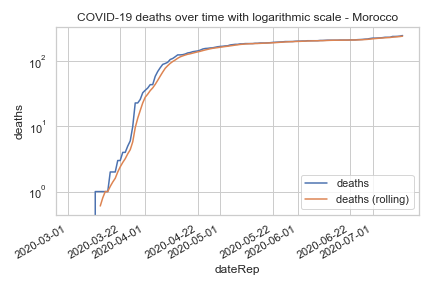 COVID-19 deaths over time with logarithmic scale - Morocco
deaths
10²
10¹
10⁰
deaths
deaths (rolling)
2020-03-01
2020-03-22
2020-04-01
2020-04-22
2020-05-01
2020-05-22
2020-06-01
2020-06-22
2020-07-01
dateRep